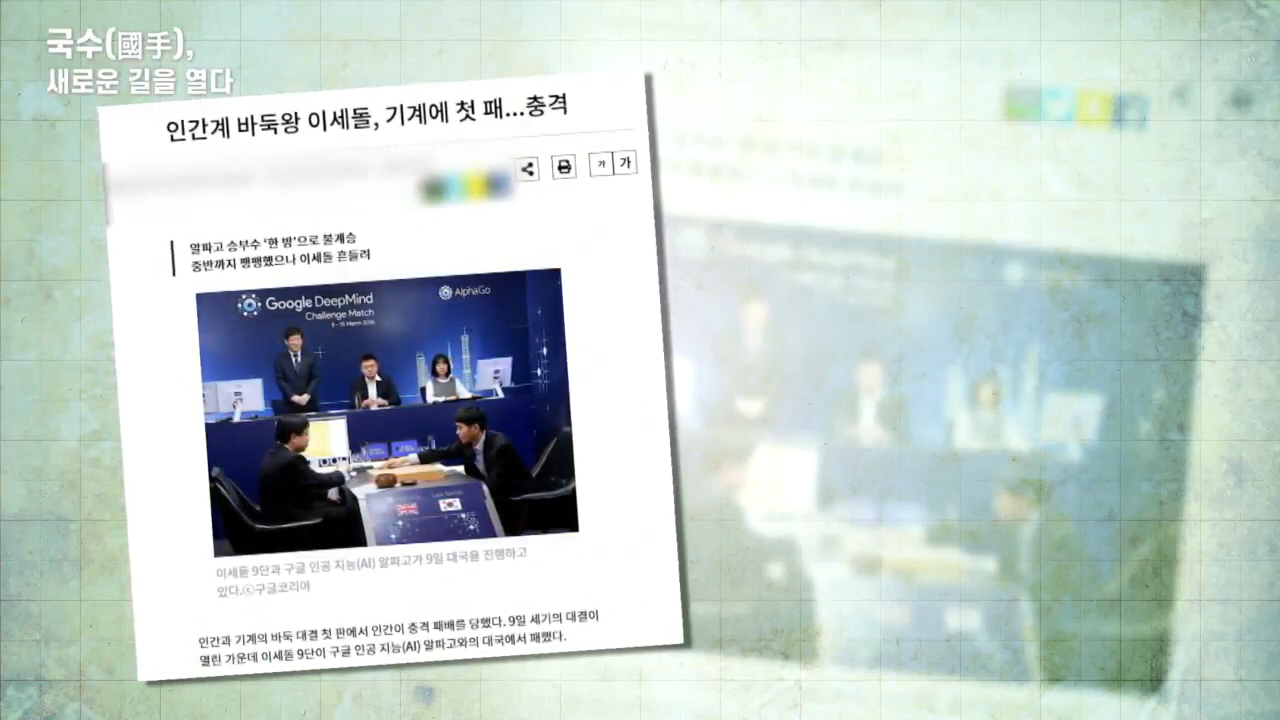 국수(國手),
새로운 길을 열다
인간계 바둑왕 이세돌, 기계에 첫 패...충격
가 가
알파고 승부수 ‘한 방’으로 불계승
중반까지 팽팽했으나 이세돌 흔들려
Google DeepMind
Challenge Match
8 - 15 March 2016
AlphaGo
이세돌 9단과 구글 인공 지능(AI) 알파고가 9일 대국을 진행하고
있다.ⓒ구글코리아
인간과 기계의 바둑 대결 첫 판에서 인간이 충격 패배를 당했다. 9일 세기의 대결이
열린 가운데 이세돌 9단이 구글 인공 지능(AI) 알파고와의 대국에서 패했다.